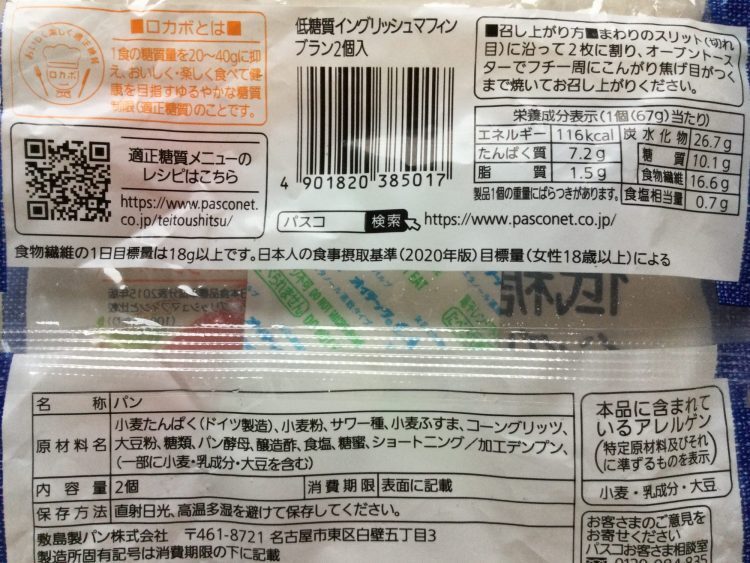 おいしく楽しく適正糖質
ロカボ
■ロカボとは■
1食の糖質量を20～40gに抑
え、おいしく・楽しく食べて健
康を目指すゆるやかな糖質
制限(適正糖質)のことです。
適正糖質メニューの
レシピはこちら
https://www.pasconet.
co.jp/teitoushitsu/
低糖質イングリッシュマフィン
ブラン2個入
4 901820 385017
パスコ 検索 https://www.pasconet.co.jp/
■召し上がり方■まわりのスリット(切れ
目)に沿って2枚に割り、オーブントース
ターでフチ一周にこんがり焦げ目がつく
まで焼いてお召し上がりください。
栄養成分表示(1個(67g)当たり)
エネルギー 116kcal
たんぱく質 7.2g
脂質 1.5g
炭水化物 26.7g
糖質 10.1g
食物繊維 16.6g
食塩相当量 0.7g
製品1個の重量にばらつきがあります。
食物繊維の1日目標量は18g以上です。日本人の食事摂取基準(2020年版)目標量(女性18歳以上)による
名称 パン
原材料名 小麦たんぱく(ドイツ製造)、小麦粉、サワー種、小麦ふすま、コーングリッツ、
大豆粉、糖類、パン酵母、醸造酢、食塩、糖蜜、ショートニング/加工デンプン、
(一部に小麦・乳成分・大豆を含む)
内容量 2個 消費期限 表面に記載
保存方法 直射日光、高温多湿を避けて保存してください。
敷島製パン株会社 〒461-8721 名古屋市東区白壁五丁目3
製造所固有記号は消費期限の下に記載
本品に含まれて
いるアレルゲン
(特定原材料及びそれ
に準ずるものを表示)
小麦・乳成分・大豆
お客さまのご意見を
お寄せください
パスコお客さま相談室